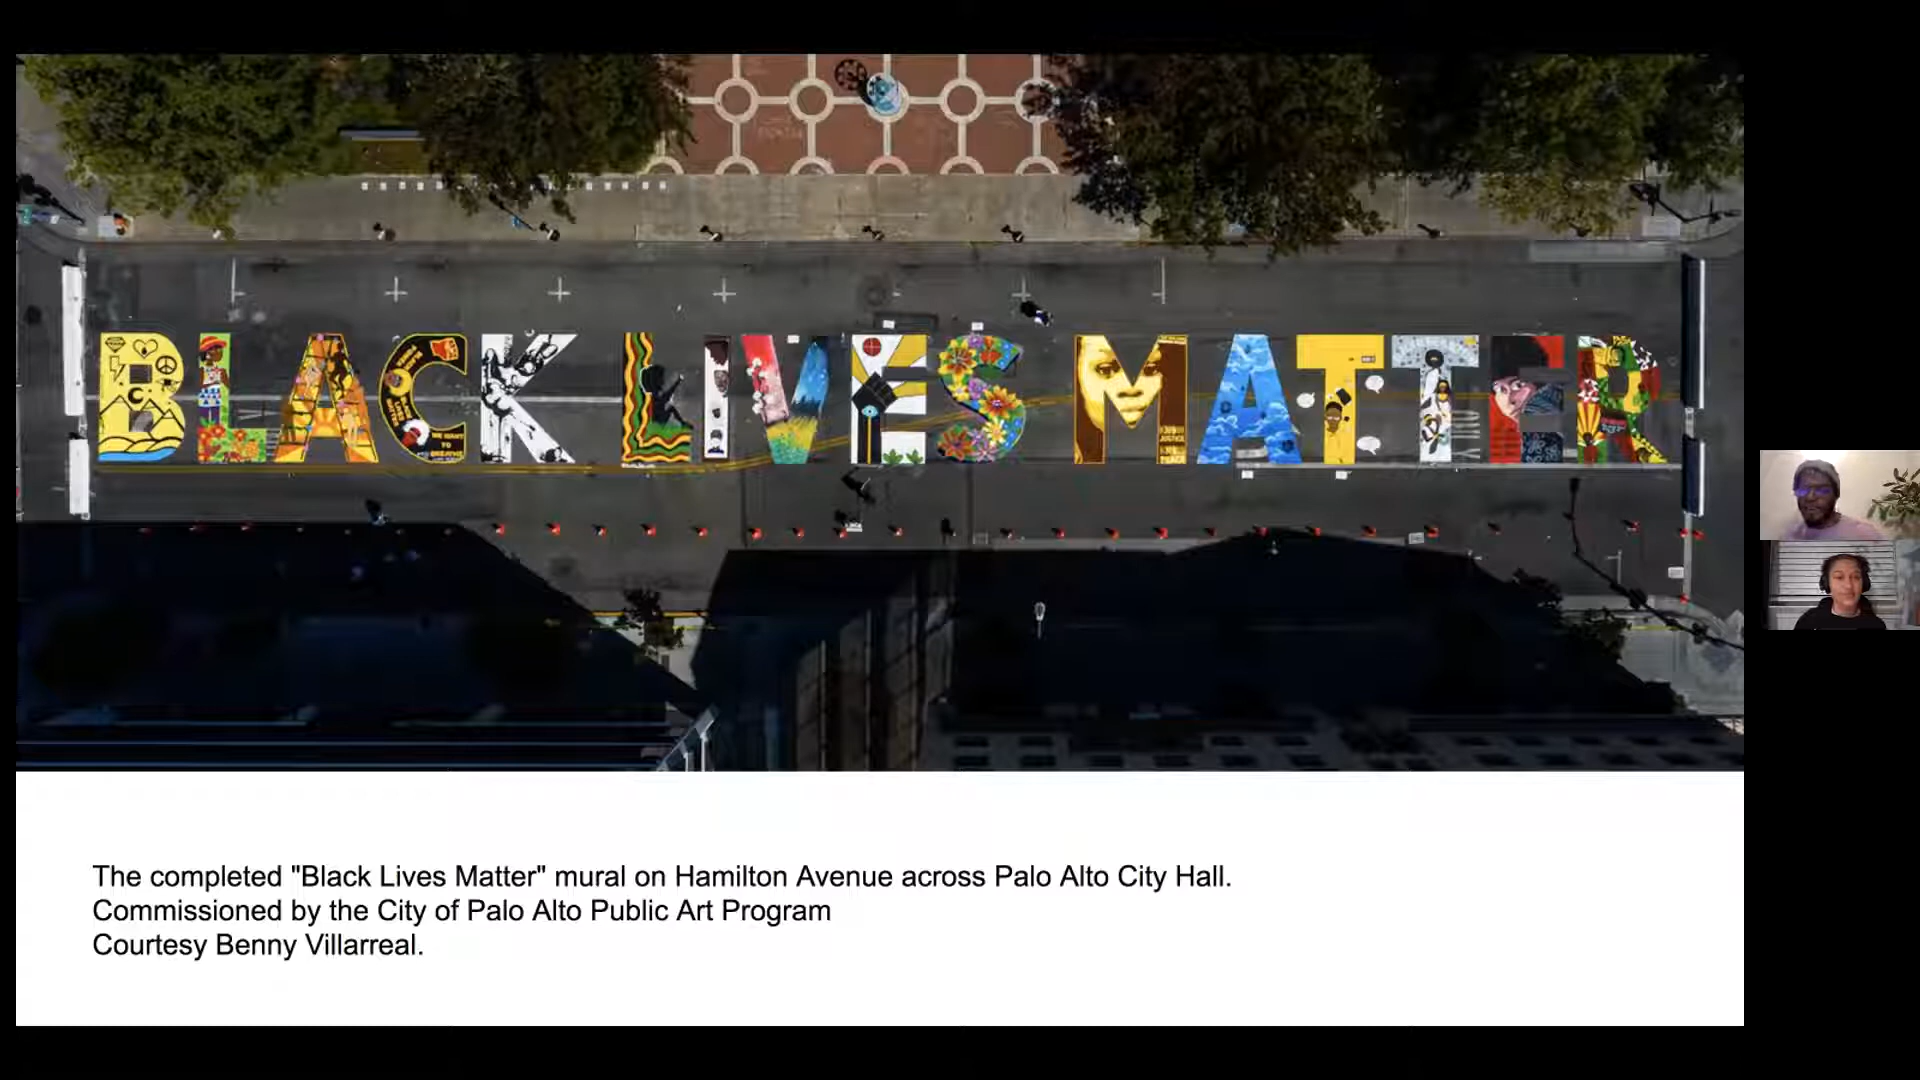 BLACK LIVES MATTER
The completed "Black Lives Matter" mural on Hamilton Avenue across Palo Alto City Hall.
Commissioned by the City of Palo Alto Public Art Program
Courtesy Benny Villarreal.